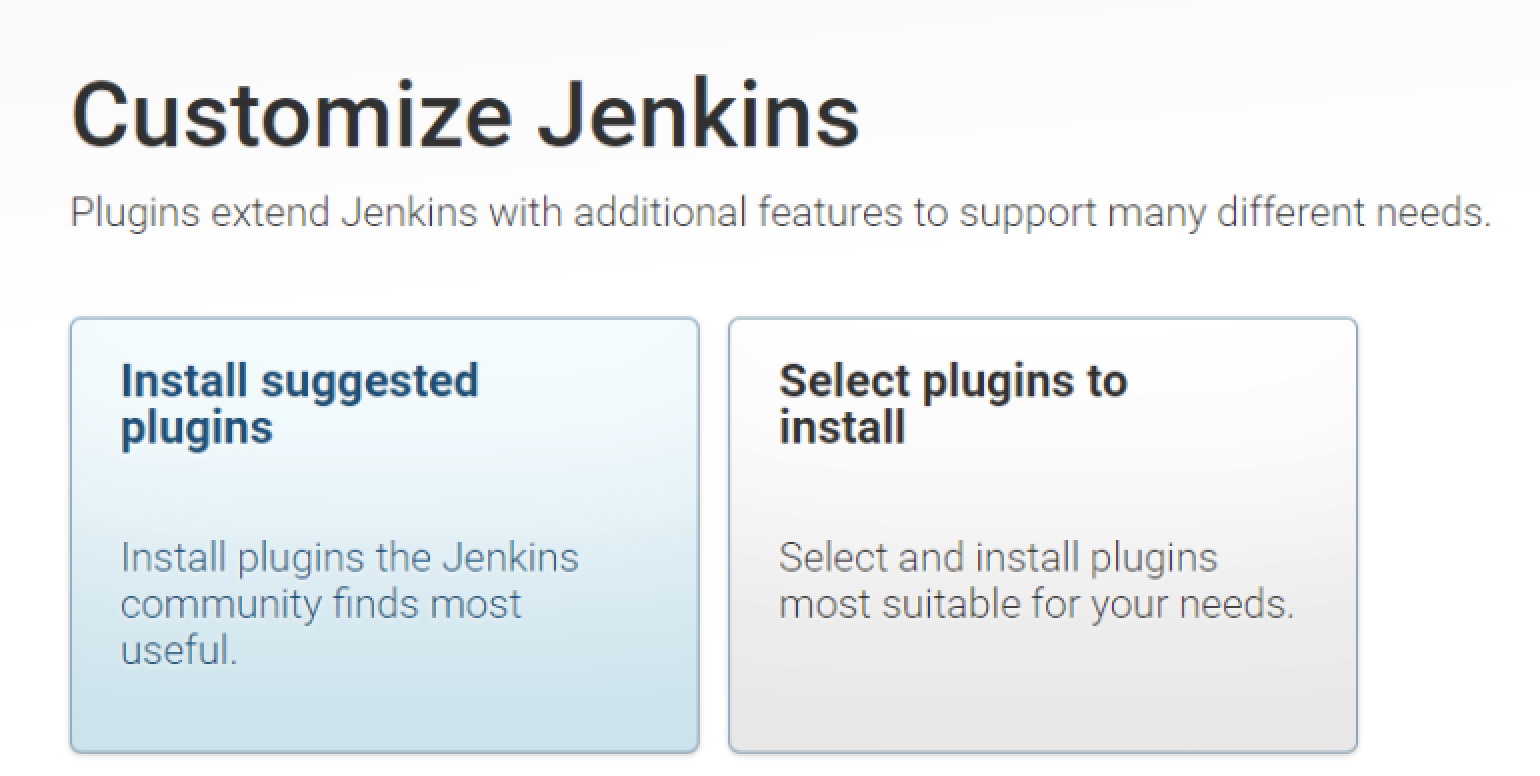 Customize Jenkins
Plugins extend Jenkins with additional features to support many different needs.
Install suggested
plugins
Install plugins the Jenkins
community finds most
useful.
Select plugins to
install
Select and install plugins
most suitable for your needs.